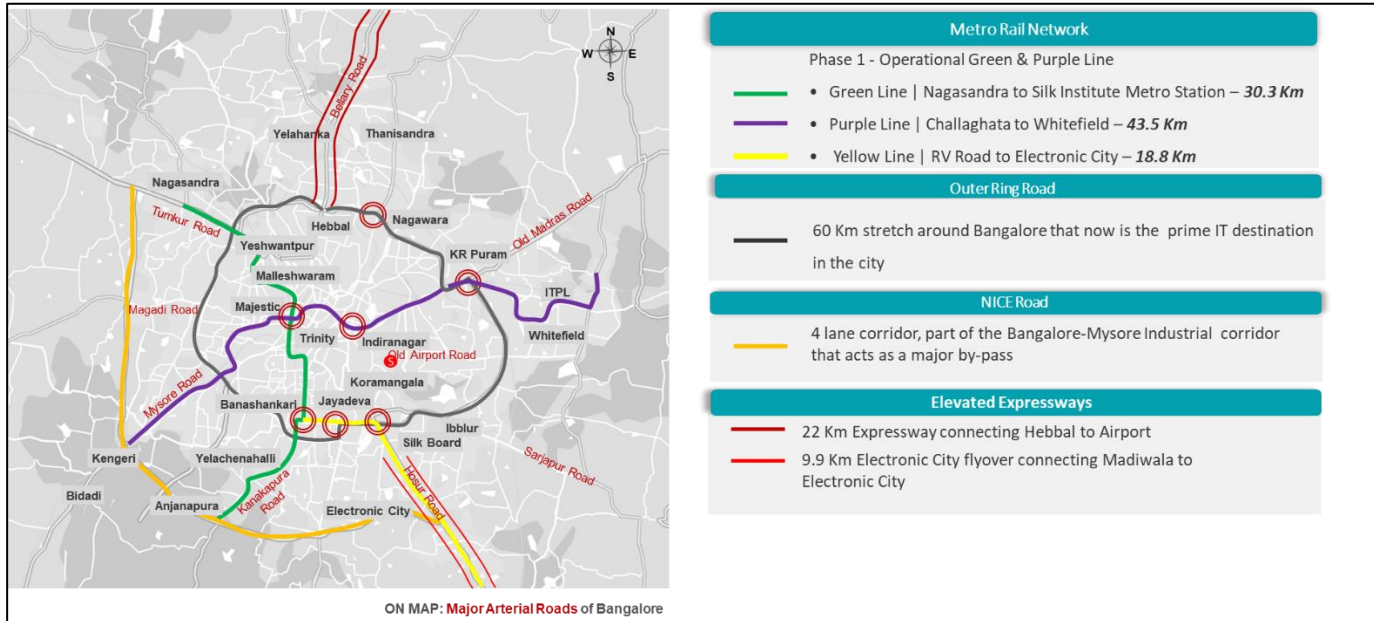 N
W E
S
Bellary Road
Yelahanka
Thanisandra
Nagasandra
Tumkur Road
Hebbal
Nagawara
Old Madras Road
Yeshwantpur
KR Puram
Malleshwaram
Magadi Road
Majestic
ITPL
Trinity
Indiranagar
Whitefield
Old Airport Road
S
Mysore Road
Koramangala
Banashankari
Jayadeva
Ibblur
Silk Board
Kengeri
Yelachenahalli
Sarjapur Road
Hosur Road
Bidadi
Anjanapura
Kanakapura
Road
Electronic City
ON MAP: Major Arterial Roads of Bangalore
Metro Rail Network
Phase 1 - Operational Green & Purple Line
• Green Line | Nagasandra to Silk Institute Metro Station – 30.3 Km
• Purple Line | Challaghata to Whitefield – 43.5 Km
• Yellow Line | RV Road to Electronic City – 18.8 Km
Outer Ring Road
60 Km stretch around Bangalore that now is the prime IT destination
in the city
NICE Road
4 lane corridor, part of the Bangalore-Mysore Industrial corridor
that acts as a major by-pass
Elevated Expressways
22 Km Expressway connecting Hebbal to Airport
9.9 Km Electronic City flyover connecting Madiwala to
Electronic City